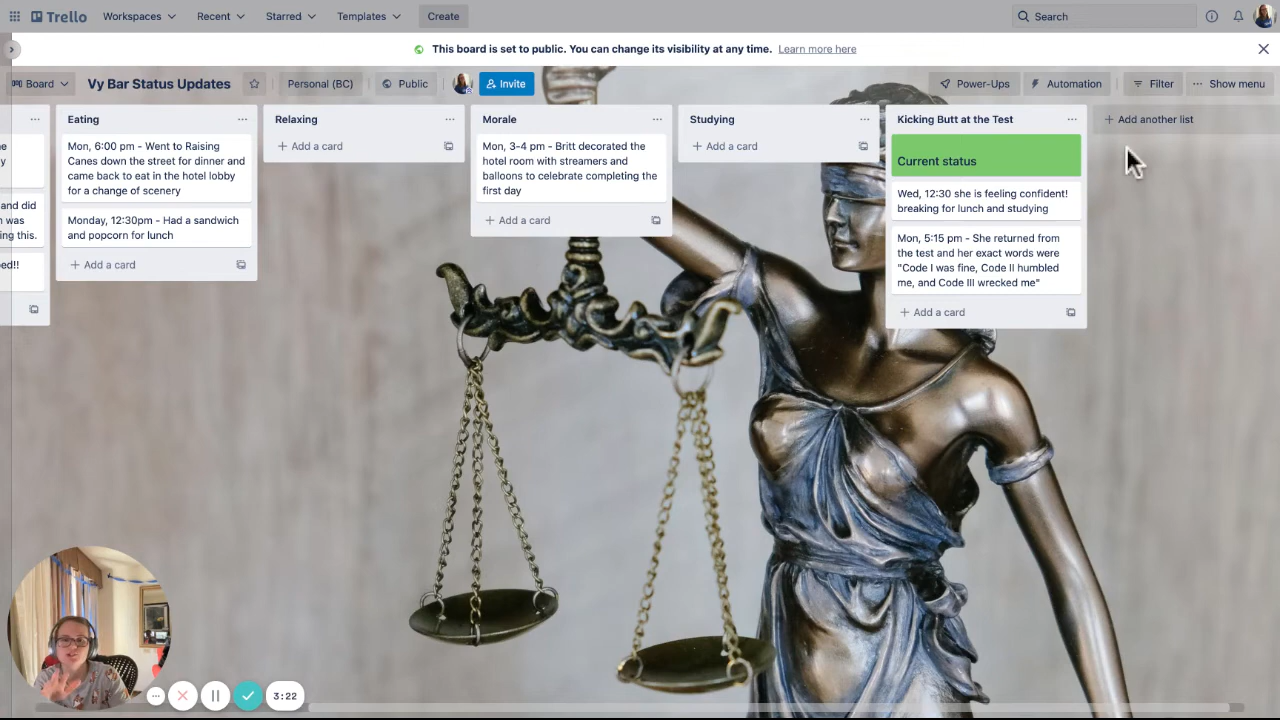 Trello
Workspaces
Recent
Starred
Templates
Create
Search
This board is set to public. You can change its visibility at any time. Learn more here
Board
Vy Bar Status Updates
Personal (BC)
Public
Invite
Power-Ups
Automation
Filter
Show menu
ne
y
and did
n was
ing this.
ped!!
Eating
Mon, 6:00 pm - Went to Raising
Canes down the street for dinner and
came back to eat in the hotel lobby
for a change of scenery
Monday, 12:30pm - Had a sandwich
and popcorn for lunch
Add a card
Relaxing
Add a card
Morale
Mon, 3-4 pm - Britt decorated the
hotel room with streamers and
balloons to celebrate completing the
first day
Add a card
Studying
Add a card
Kicking Butt at the Test
Current status
Wed, 12:30 she is feeling confident!
breaking for lunch and studying
Mon, 5:15 pm - She returned from
the test and her exact words were
"Code I was fine, Code II humbled
me, and Code III wrecked me"
Add a card
Add another list
3:22